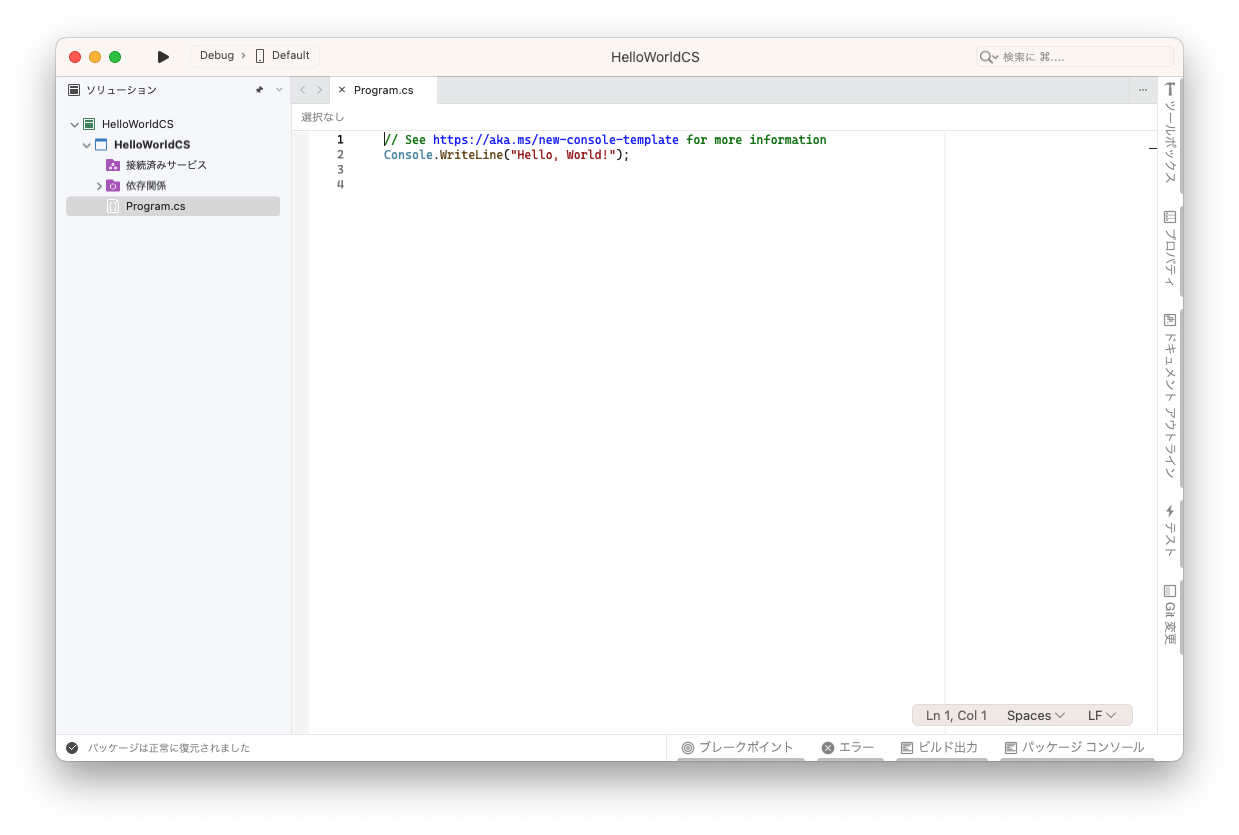 Debug › Default
HelloWorldCS
検索に ⌘....
ソリューション
Program.cs
選択なし
HelloWorldCS
HelloWorldCS
接続済みサービス
依存関係
Program.cs
1 // See https://aka.ms/new-console-template for more information
2 Console.WriteLine("Hello, World!");
3
4
ツールボックス
プロパティ
ドキュメント アウトライン
テスト
Git 変更
Ln 1, Col 1 Spaces LF
パッケージは正常に復元されました
ブレークポイント
エラー
ビルド出力
パッケージ コンソール